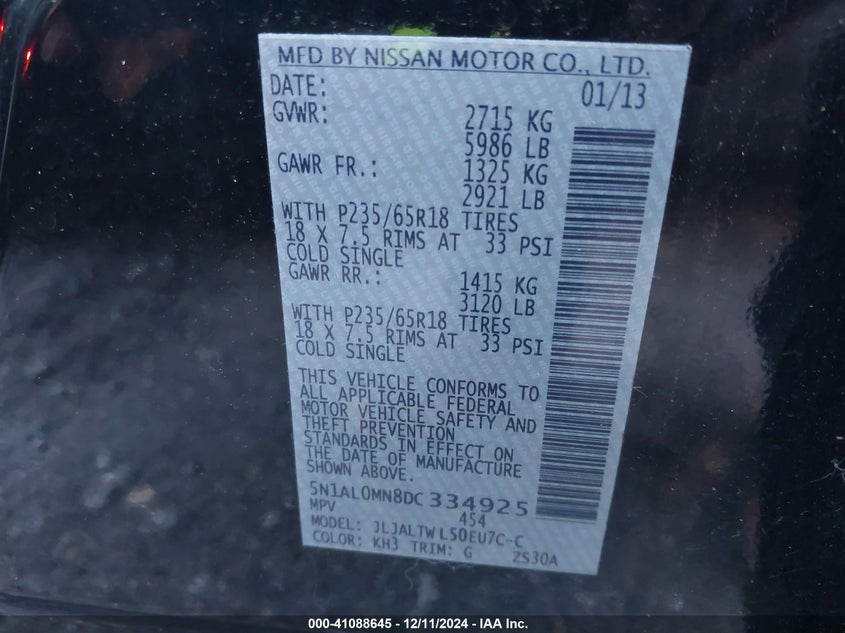 MFD BY NISSAN MOTOR CO., LTD.
DATE: 01/13
GVWR: 2715 KG
5986 LB
GAWR FR.: 1325 KG
2921 LB
WITH P235/65R18 TIRES
18 X 7.5 RIMS AT 33 PSI
COLD SINGLE
GAWR RR.: 1415 KG
3120 LB
WITH P235/65R18 TIRES
18 X 7.5 RIMS AT 33 PSI
COLD SINGLE
THIS VEHICLE CONFORMS TO
ALL APPLICABLE FEDERAL
MOTOR VEHICLE SAFETY AND
THEFT PREVENTION
STANDARDS IN EFFECT ON
THE DATE OF MANUFACTURE
SHOWN ABOVE.
5N1AL0MN8DC 334925
MPV 454
MODEL: JLJALTWL50EU7C-C
COLOR: KH3 TRIM: G ZS30A
000-41088645 - 12/11/2024 - IAA Inc.